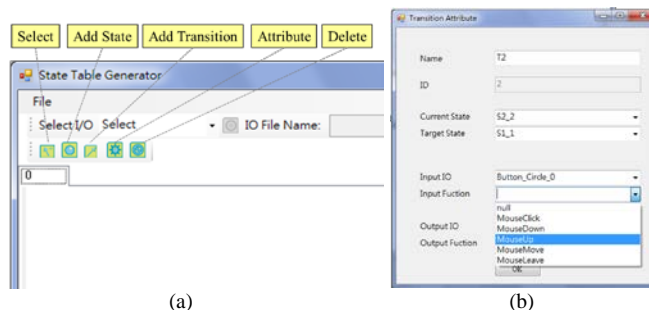 Select Add State Add Transition Attribute Delete
State Table Generator
File
Select I/O Select IO File Name:
0
(a)
Transition Attribute
Name T2
ID 2
Current State S2_2
Target State S1_1
Input IO Button_Circle_0
Input Fuction
null
MouseClick
MouseDown
MouseUp
MouseMove
MouseLeave
Output IO
Output Fuction
OK
(b)